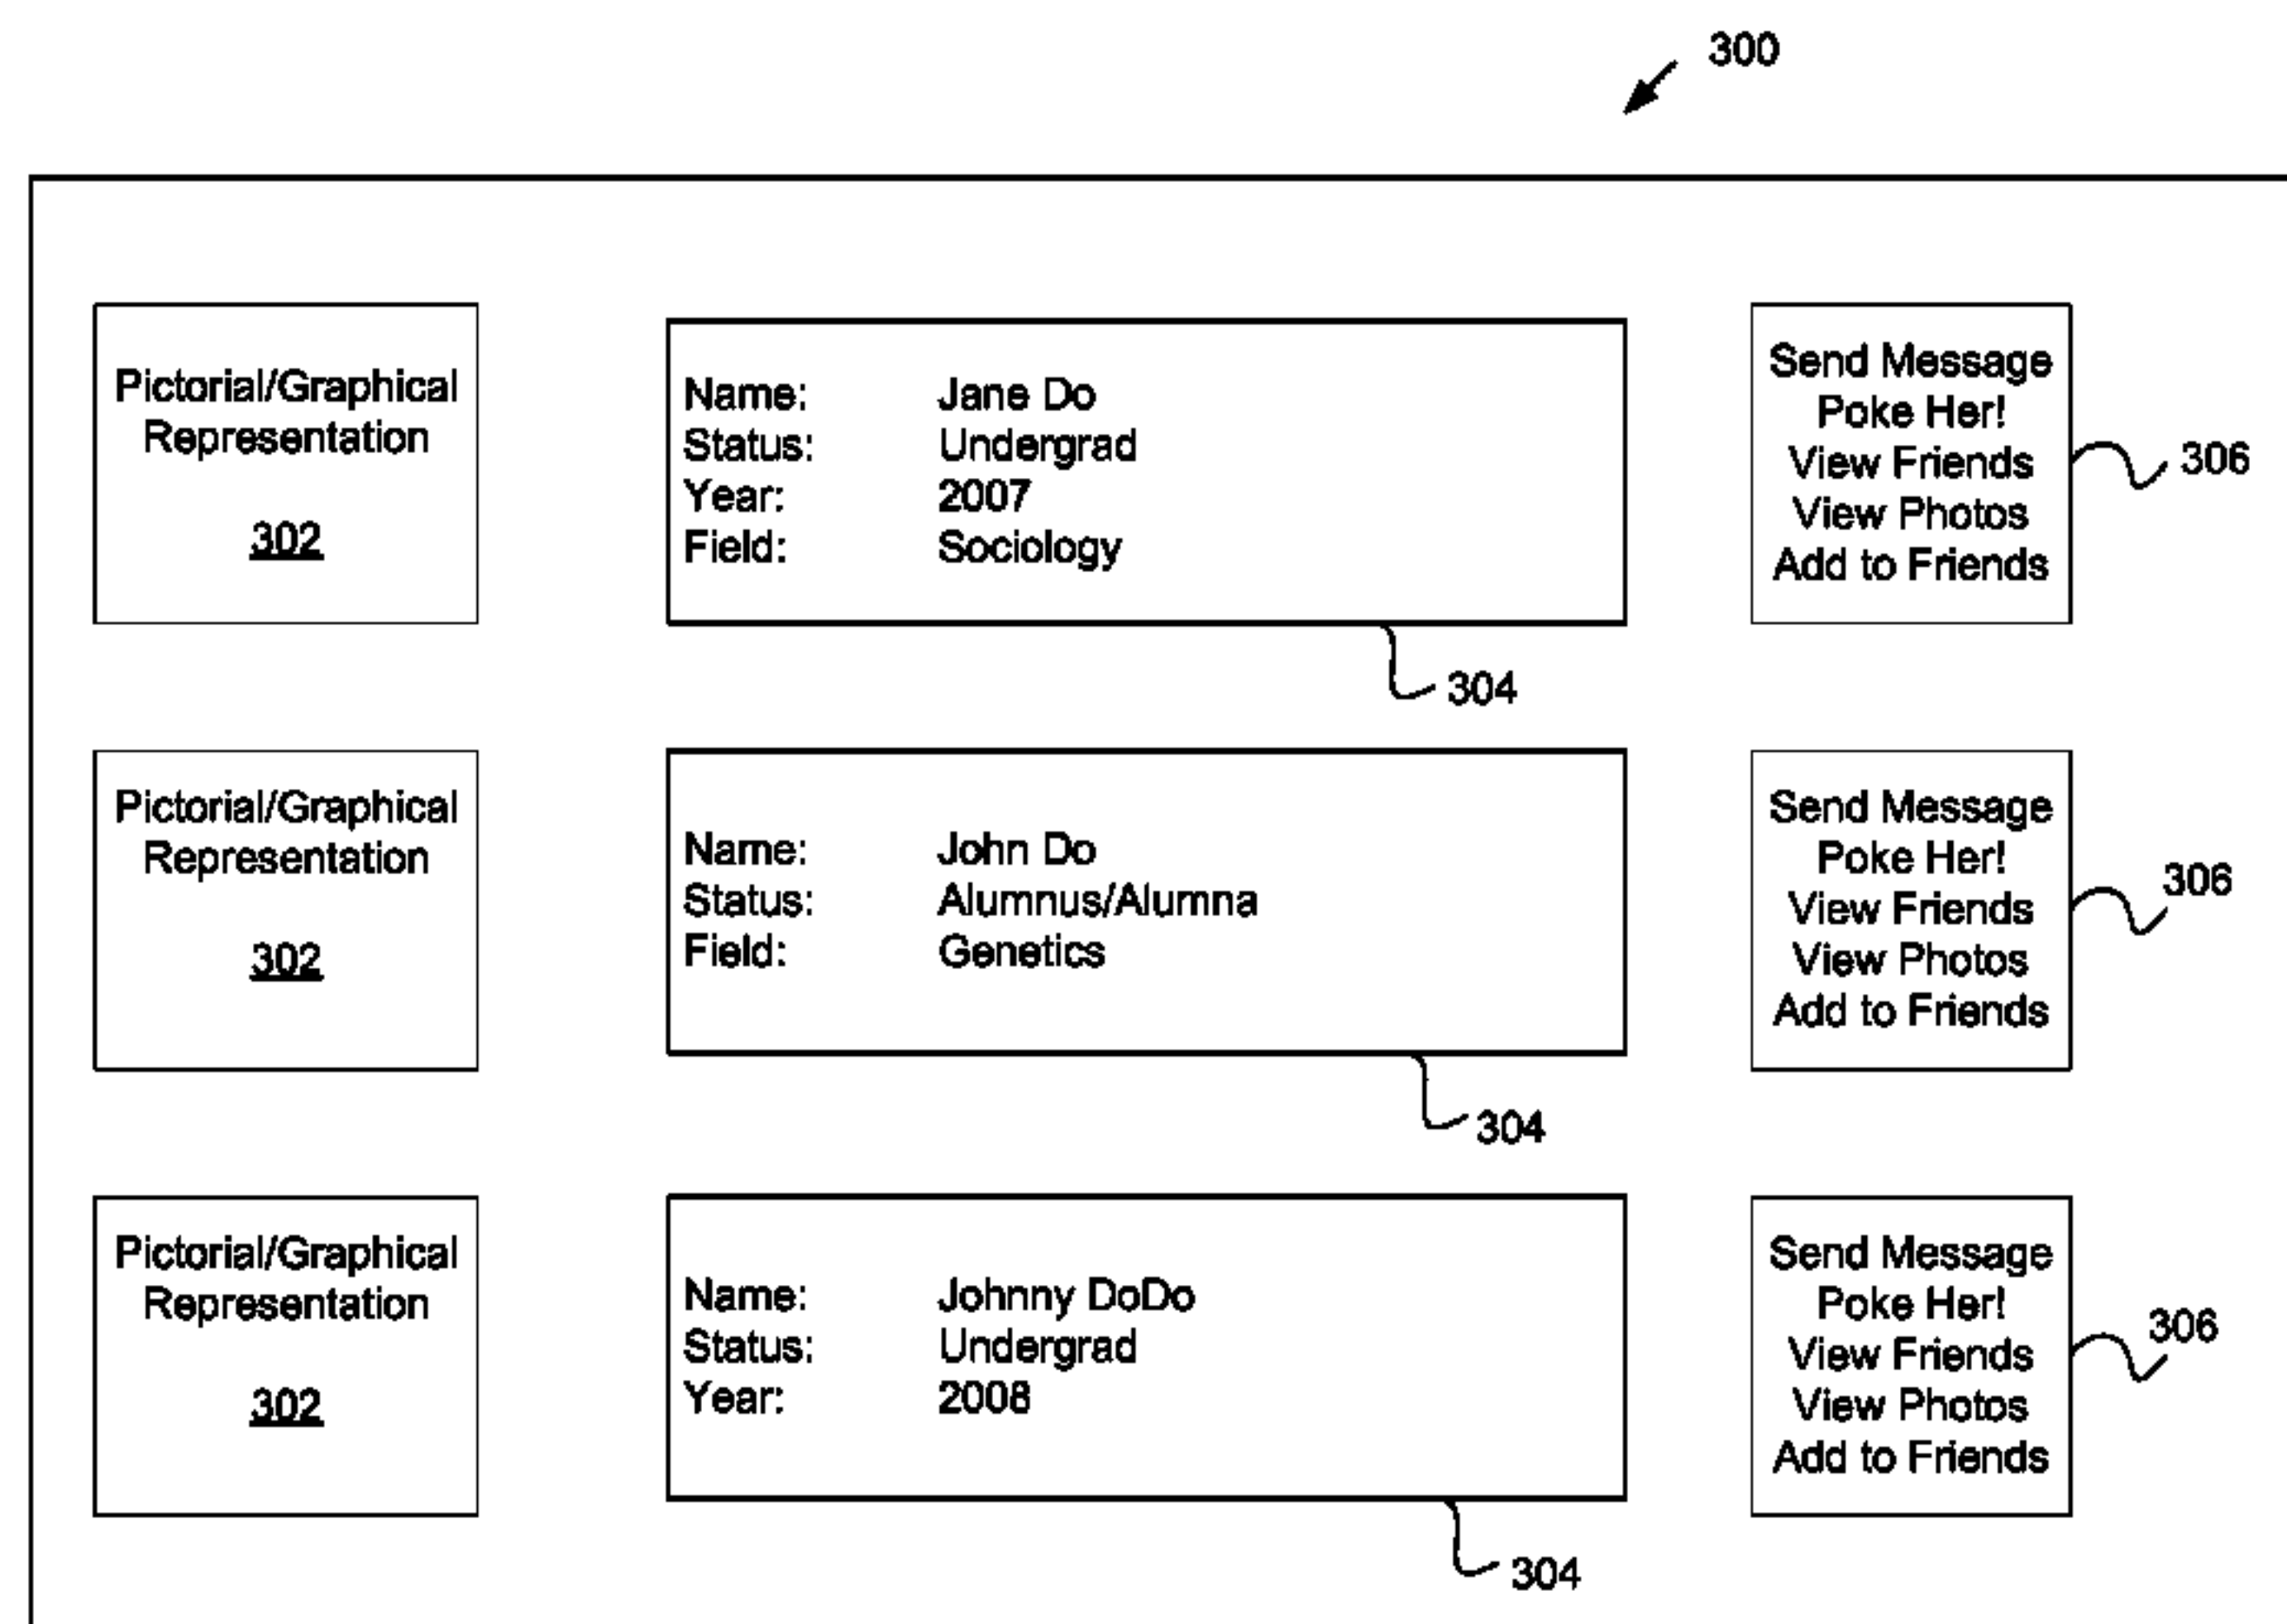 300
Pictorial/Graphical
Representation
302
Name: Jane Do
Status: Undergrad
Year: 2007
Field: Sociology
304
Send Message
Poke Her!
View Friends
View Photos
Add to Friends
306
Pictorial/Graphical
Representation
302
Name: John Do
Status: Alumnus/Alumna
Field: Genetics
304
Send Message
Poke Her!
View Friends
View Photos
Add to Friends
306
Pictorial/Graphical
Representation
302
Name: Johnny DoDo
Status: Undergrad
Year: 2008
304
Send Message
Poke Her!
View Friends
View Photos
Add to Friends
306